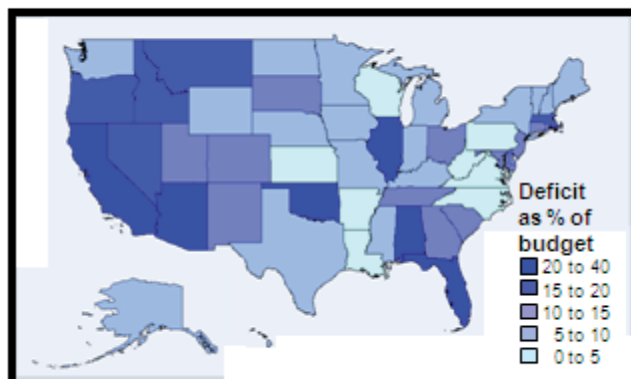 Deficit
as % of
budget
20 to 40
15 to 20
10 to 15
5 to 10
0 to 5